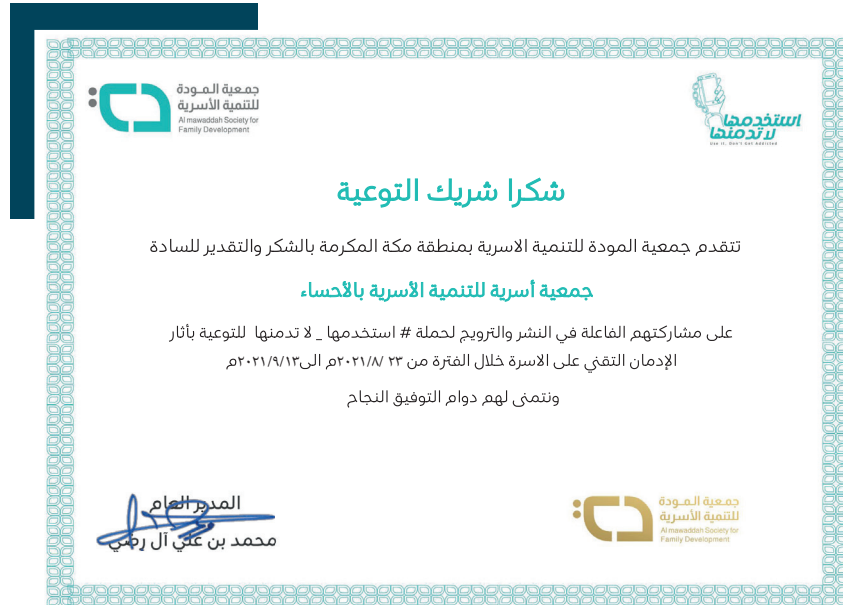 جمعية المودة
للتنمية الأسرية
Al mawaddah Society for
Family Development
استخدمها
لا تدمنها
Use it, Don't Get Addicted
شكرا شريك التوعية
تتقدم جمعية المودة للتنمية الاسرية بمنطقة مكة المكرمة بالشكر والتقدير للسادة
جمعية أسرية للتنمية الأسرية بالأحساء
على مشاركتهم الفاعلة في النشر والترويج لحملة # استخدمها _ لا تدمنها للتوعية بأثار
الإدمان التقني على الاسرة خلال الفترة من ٢٣ /٢٠٢١/٨م الى٢٠٢١/٩/١٣م
ونتمنى لهم دوام التوفيق النجاح
المدير العام
محمد بن علي آل رضي
جمعية المودة
للتنمية الأسرية
Al mawaddah Society for
Family Development